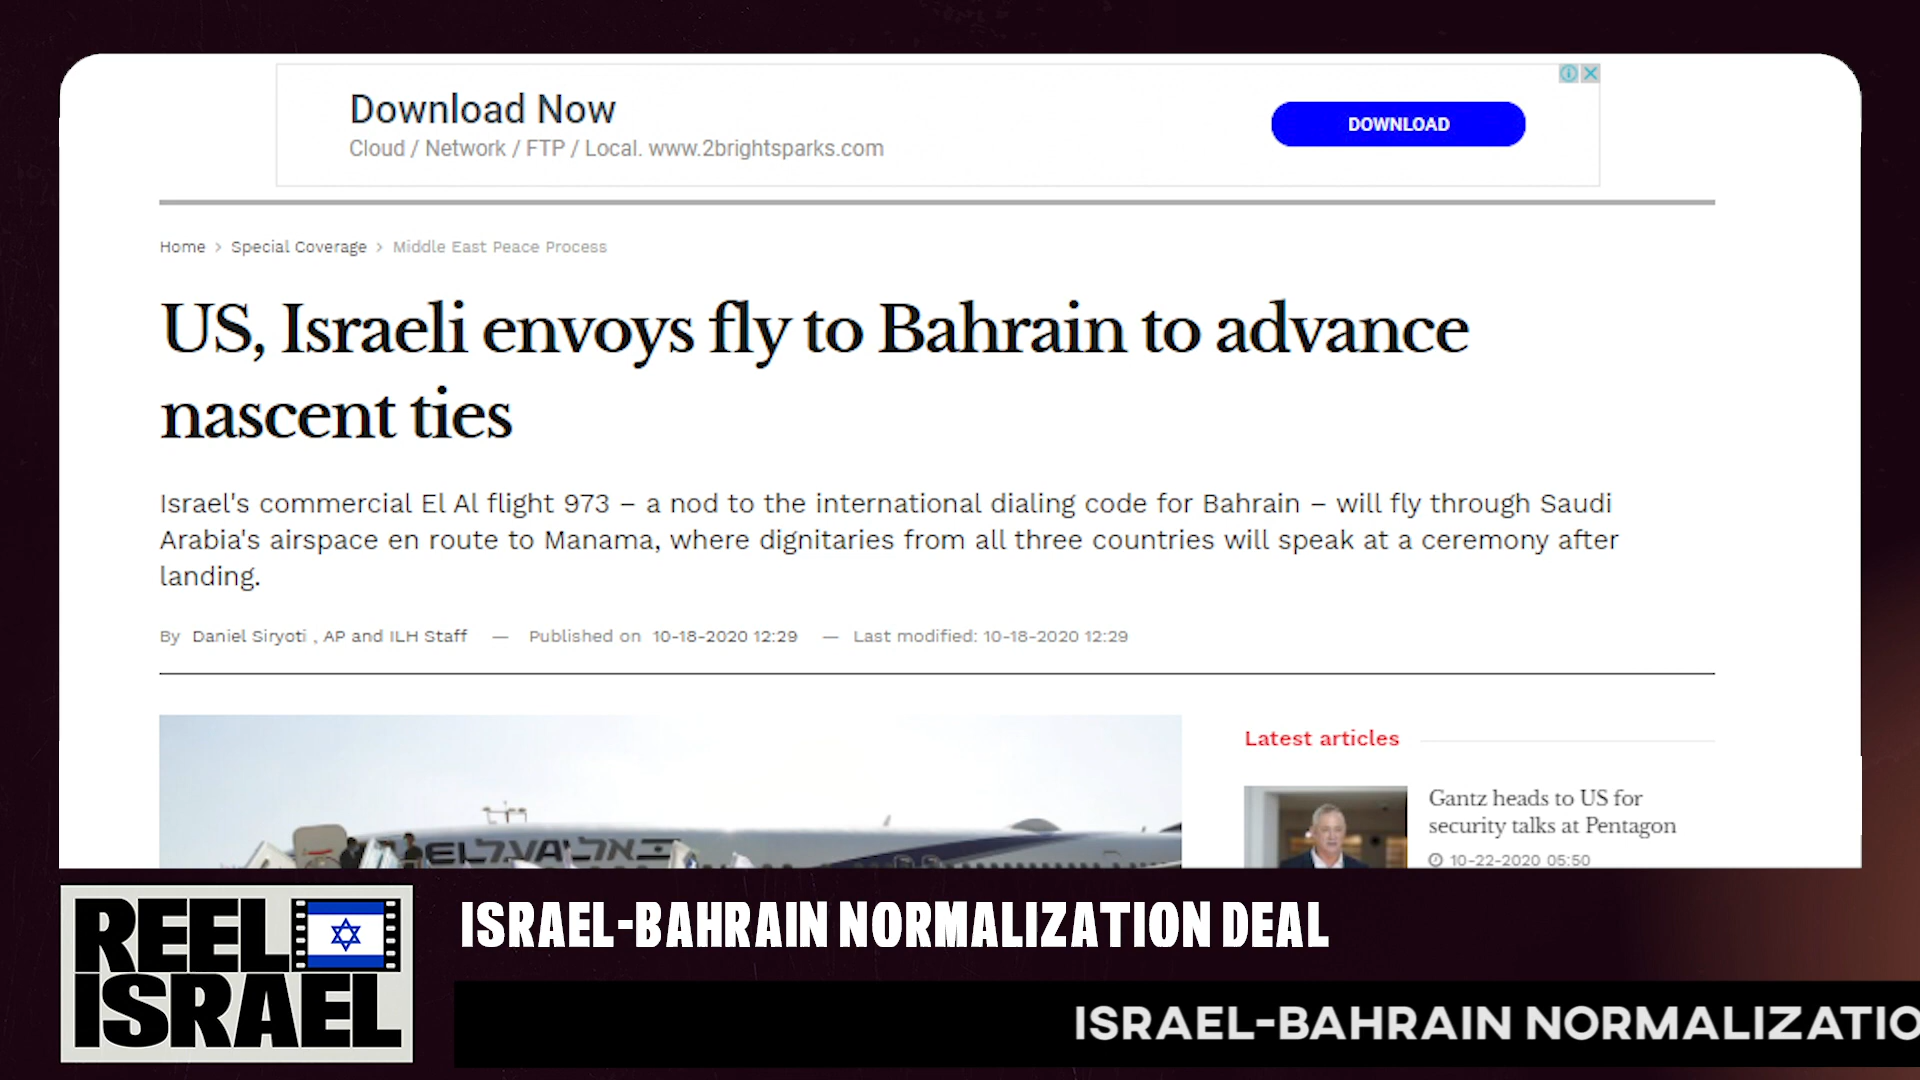 Download Now
Cloud / Network / FTP / Local. www.2brightsparks.com
DOWNLOAD
Home > Special Coverage > Middle East Peace Process
US, Israeli envoys fly to Bahrain to advance
nascent ties
Israel's commercial El Al flight 973 – a nod to the international dialing code for Bahrain – will fly through Saudi
Arabia's airspace en route to Manama, where dignitaries from all three countries will speak at a ceremony after
landing.
By Daniel Siryoti , AP and ILH Staff — Published on 10-18-2020 12:29 — Last modified: 10-18-2020 12:29
EL AL אל על
Latest articles
Gantz heads to US for
security talks at Pentagon
10-22-2020 05:50
REEL
ISRAEL
ISRAEL-BAHRAIN NORMALIZATION DEAL
ISRAEL-BAHRAIN NORMALIZATIO